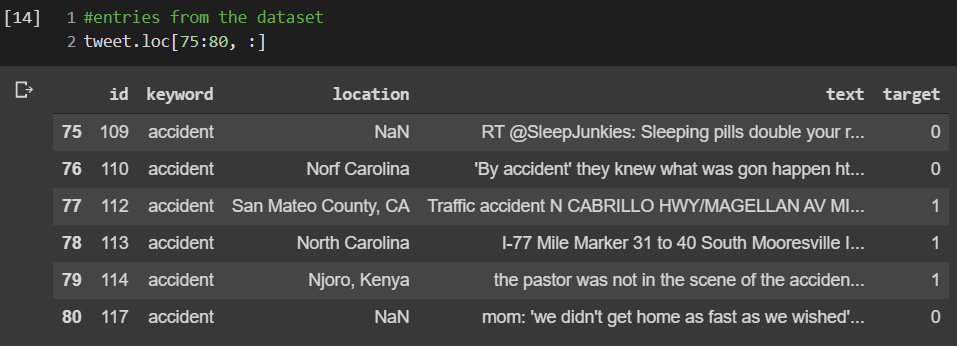 [14] 1 #entries from the dataset
2 tweet.loc[75:80, :]
id keyword location text target
75 109 accident NaN RT @SleepJunkies: Sleeping pills double your r... 0
76 110 accident Norf Carolina 'By accident' they knew what was gon happen ht... 0
77 112 accident San Mateo County, CA Traffic accident N CABRILLO HWY/MAGELLAN AV MI... 1
78 113 accident North Carolina I-77 Mile Marker 31 to 40 South Mooresville I... 1
79 114 accident Njoro, Kenya the pastor was not in the scene of the acciden... 1
80 117 accident NaN mom: 'we didn't get home as fast as we wished'... 0